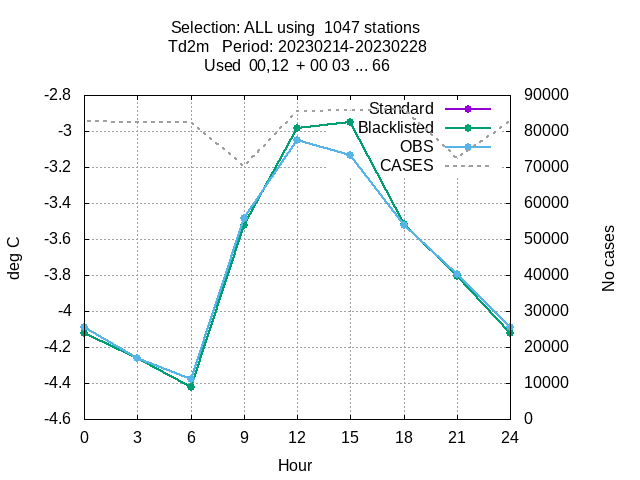 Selection: ALL using  1047 stations
Td2m   Period: 20230214-20230228
Used  00,12  + 00 03 ... 66
-2.8
-3
-3.2
-3.4
-3.6
-3.8
-4
-4.2
-4.4
-4.6
90000
80000
70000
60000
50000
40000
30000
20000
10000
0
Standard
Blacklisted
OBS
CASES
deg C
No cases
0 3 6 9 12 15 18 21 24
Hour